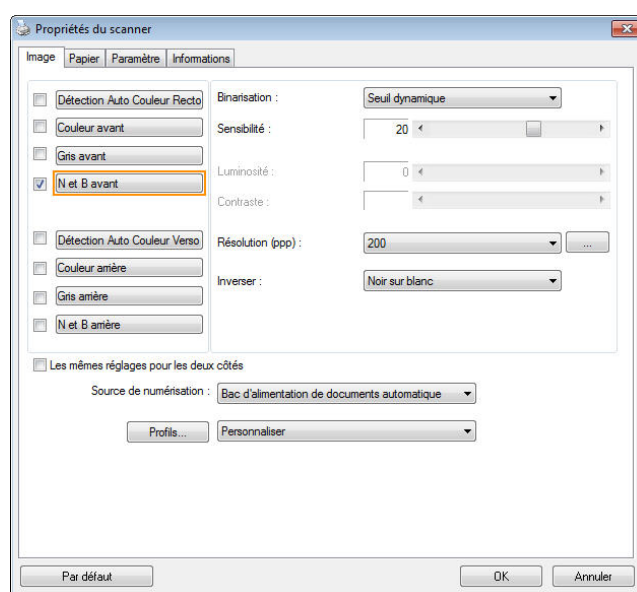 Propriétés du scanner
Image Papier Paramètre Informations
Détection Auto Couleur Recto
Couleur avant
Gris avant
N et B avant
Détection Auto Couleur Verso
Couleur arrière
Gris arrière
N et B arrière
Binarisation : Seuil dynamique
Sensibilité : 20
Luminosité : 0
Contraste :
Résolution (ppp) : 200 ...
Inverser : Noir sur blanc
Les mêmes réglages pour les deux côtés
Source de numérisation : Bac d'alimentation de documents automatique
Profils... Personnaliser
Par défaut OK Annuler